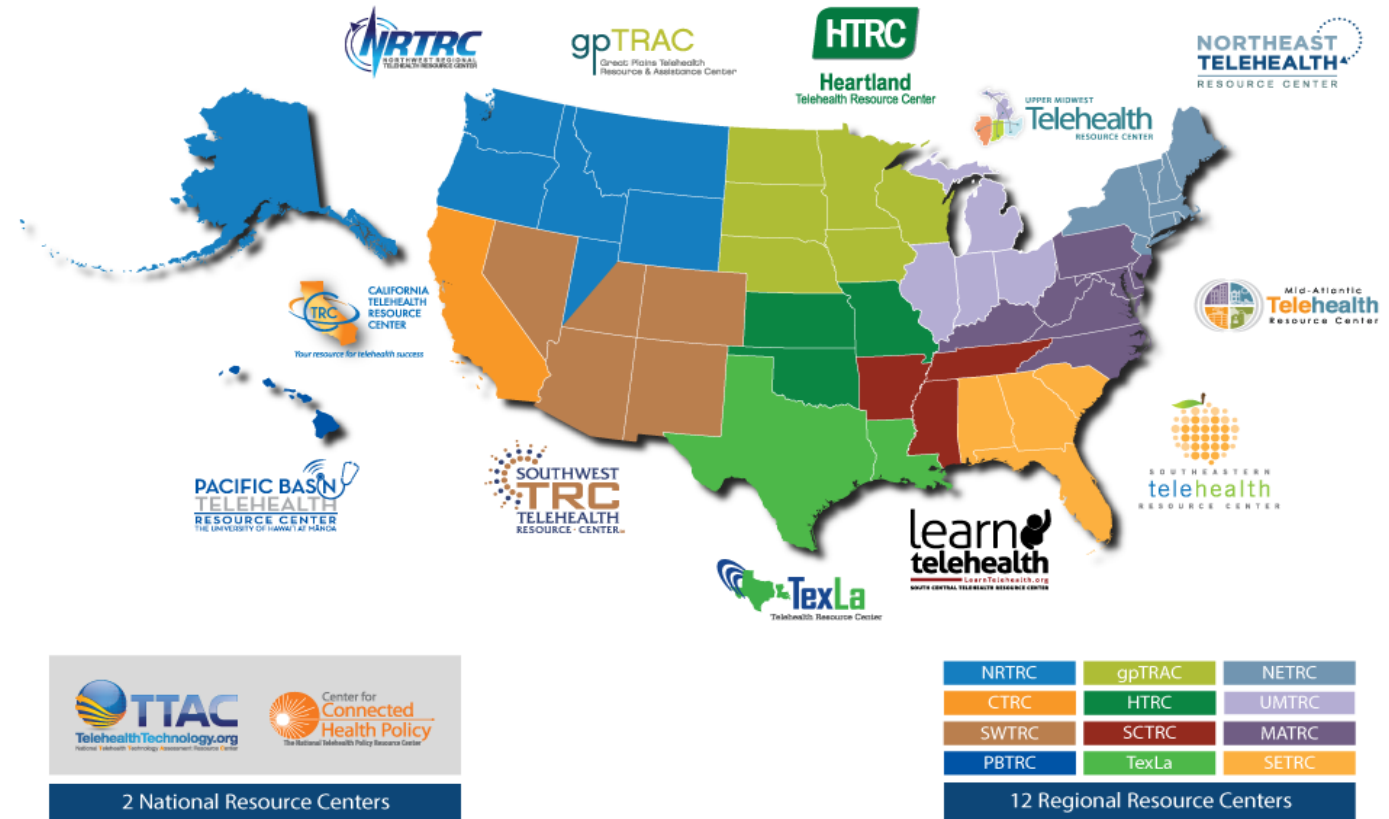 NRTRC
NORTHWEST REGIONAL
TELEHEALTH RESOURCE CENTER
gpTRAC
Great Plains Telehealth
Resource & Assistance Center
HTRC
Heartland
Telehealth Resource Center
NORTHEAST
TELEHEALTH
RESOURCE CENTER
UPPER MIDWEST
Telehealth
RESOURCE CENTER
TRC
CALIFORNIA
TELEHEALTH
RESOURCE
CENTER
Your resource for telehealth success
Mid-Atlantic
Telehealth
Resource Center
PACIFIC BASIN
TELEHEALTH
RESOURCE CENTER
THE UNIVERSITY OF HAWAI'I AT MĀNOA
SOUTHWEST
TRC
TELEHEALTH
RESOURCE · CENTER
SOUTHEASTERN
telehealth
RESOURCE CENTER
learn
telehealth
LearnTelehealth.org
SOUTH CENTRAL TELEHEALTH RESOURCE CENTER
TexLa
Telehealth Resource Center
TTAC
TelehealthTechnology.org
National Telehealth Technology Assessment Resource Center
Center for
Connected
Health Policy
The National Telehealth Policy Resource Center
2 National Resource Centers
NRTRC gpTRAC NETRC
CTRC HTRC UMTRC
SWTRC SCTRC MATRC
PBTRC TexLa SETRC
12 Regional Resource Centers